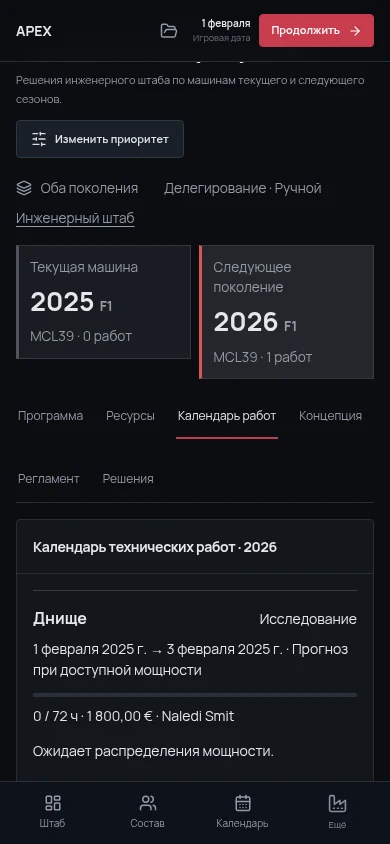 APEX
1 февраля
Игровая дата
Продолжить
Решения инженерного штаба по машинам текущего и следующего
сезонов.
Изменить приоритет
Оба поколения
Делегирование · Ручной
Инженерный штаб
Текущая машина
2025 F1
MCL39 · 0 работ
Следующее
поколение
2026 F1
MCL39 · 1 работ
Программа
Ресурсы
Календарь работ
Концепция
Регламент
Решения
Календарь технических работ · 2026
Днище
Исследование
1 февраля 2025 г. → 3 февраля 2025 г. · Прогноз
при доступной мощности
0 / 72 ч · 1 800,00 € · Naledi Smit
Ожидает распределения мощности.
Штаб
Состав
Календарь
Ещё